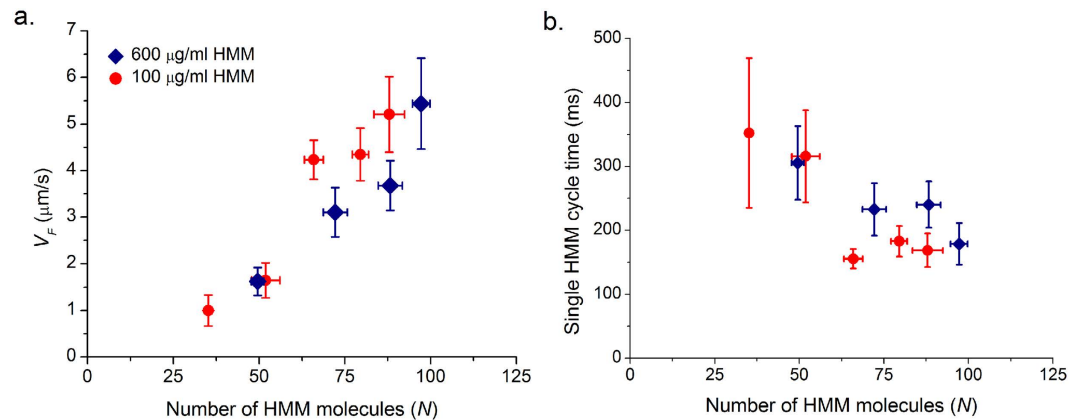 a.
7
6
5
4
3
2
1
0
V_F (μm/s)
600 μg/ml HMM
100 μg/ml HMM
0 25 50 75 100 125
Number of HMM molecules (N)
b.
500
400
300
200
100
0
Single HMM cycle time (ms)
0 25 50 75 100 125
Number of HMM molecules (N)